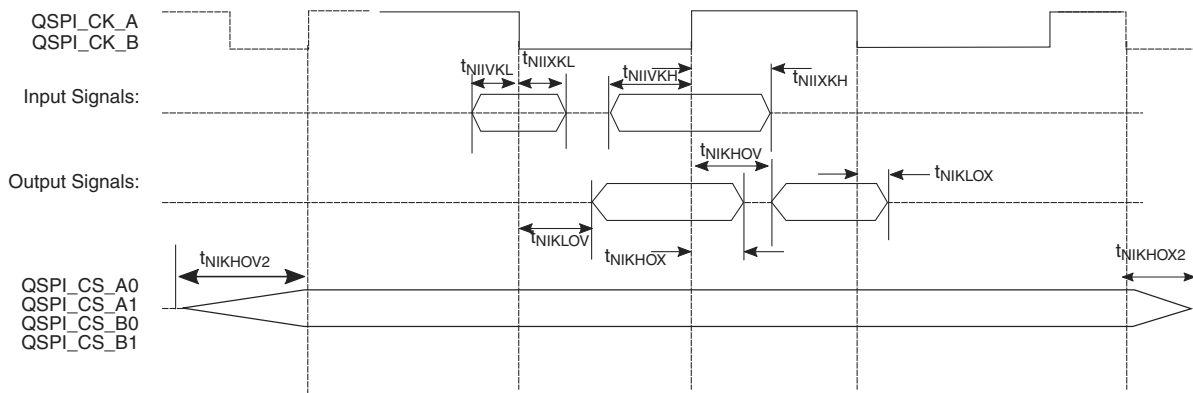 QSPI_CK_A
QSPI_CK_B
tNIIVKL
tNIIXKL
tNIIVKH
tNIIXKH
Input Signals:
tNIKHOV
Output Signals:
tNIKLOX
tNIKLOV
tNIKHOX
tNIKHOV2
tNIKHOX2
QSPI_CS_A0
QSPI_CS_A1
QSPI_CS_B0
QSPI_CS_B1